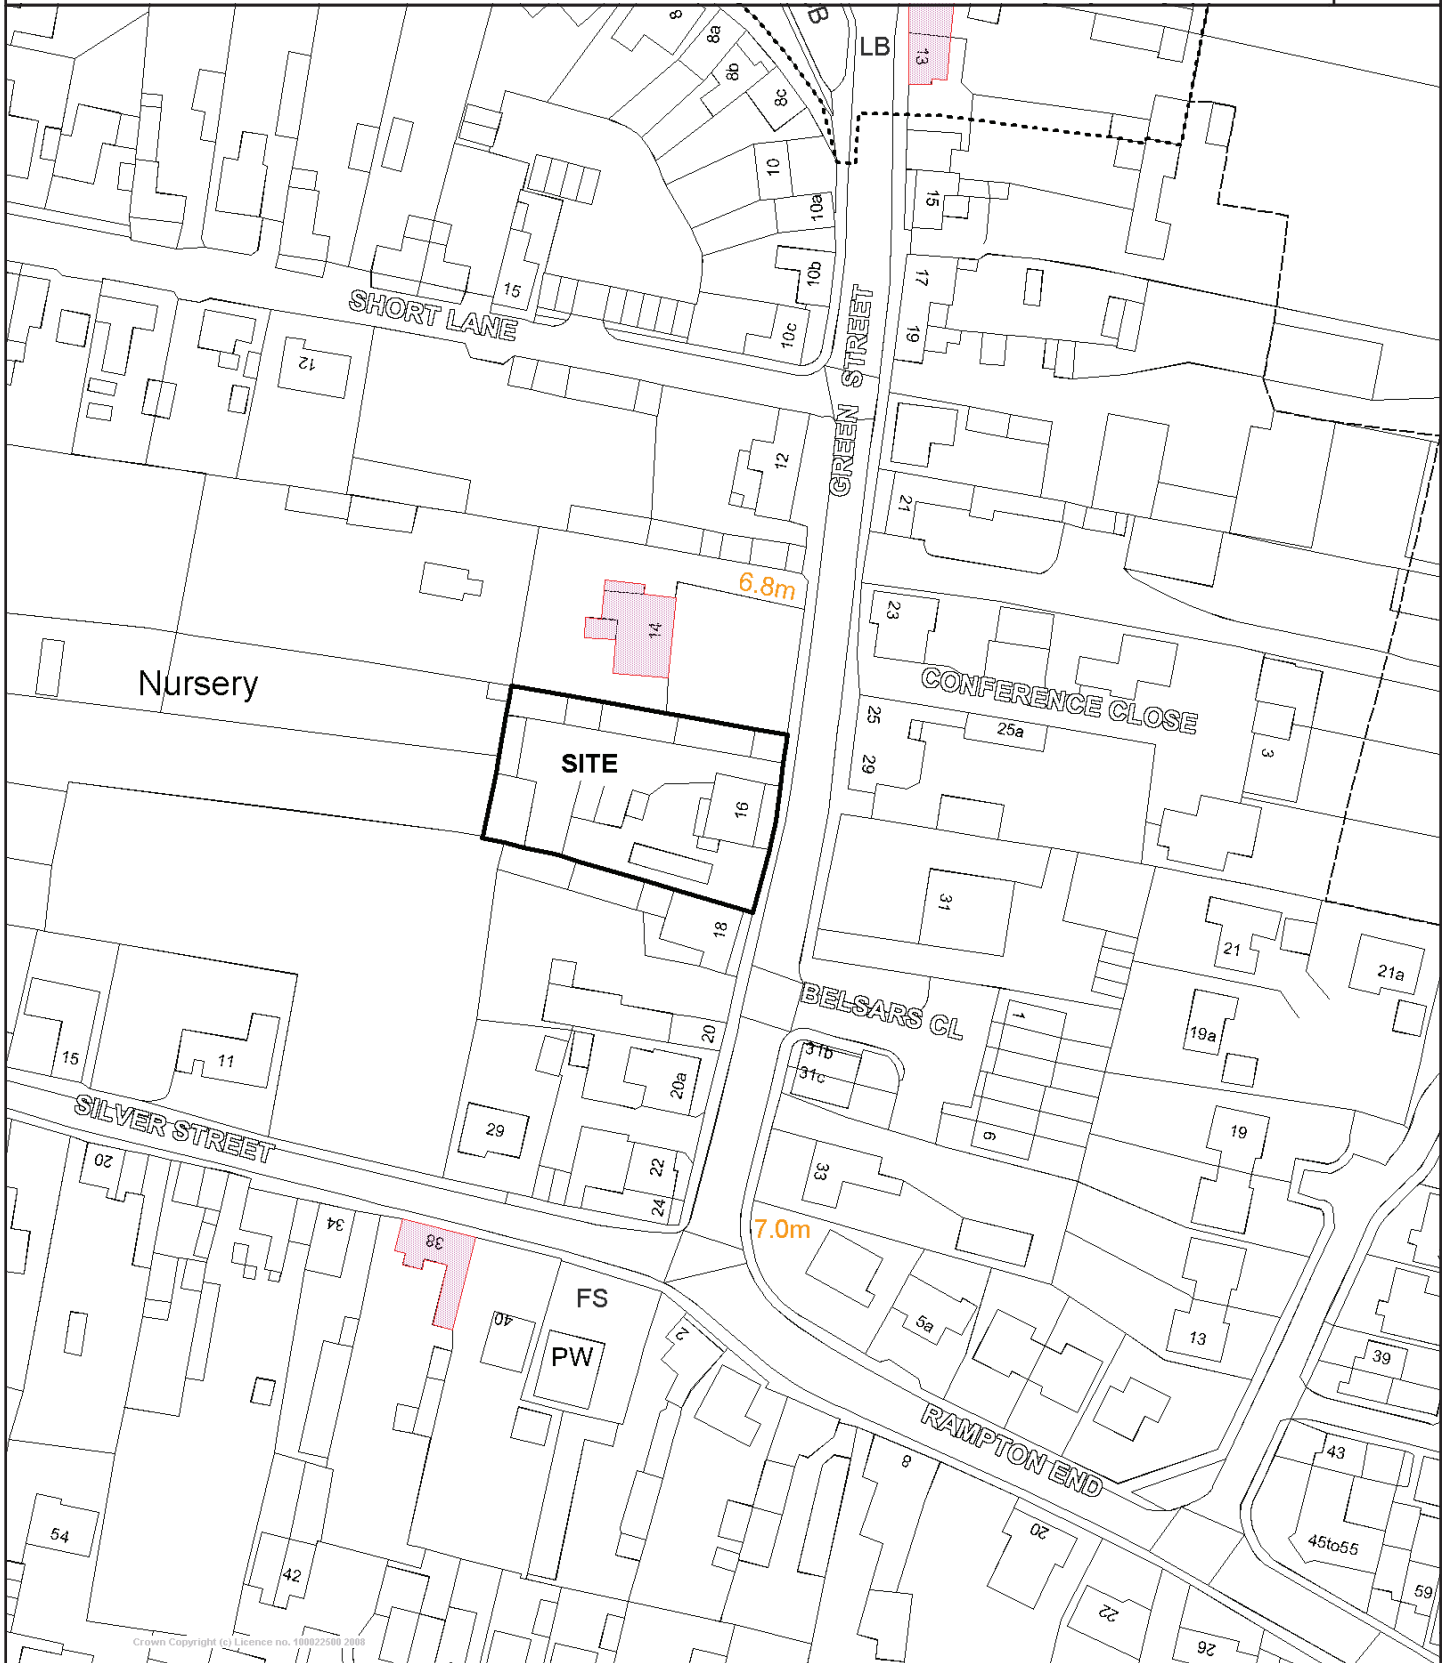 8
8a
B
LB
13
8b
8c
10
10a
15
10b
17
15
SHORT LANE
10c
19
12
GREEN STREET
12
21
6.8m
14
23
Nursery
CONFERENCE CLOSE
25
25a
29
3
SITE
16
31
18
21
21a
BELSARS CL
1
19a
20
31b
31c
15
11
20a
SILVER STREET
29
19
6
22
20
33
24
34
38
7.0m
FS
40
5a
2
13
PW
39
RAMPTON END
43
8
54
20
45to55
42
59
22
26
Crown Copyright (c) Licence no. 100022500 2008